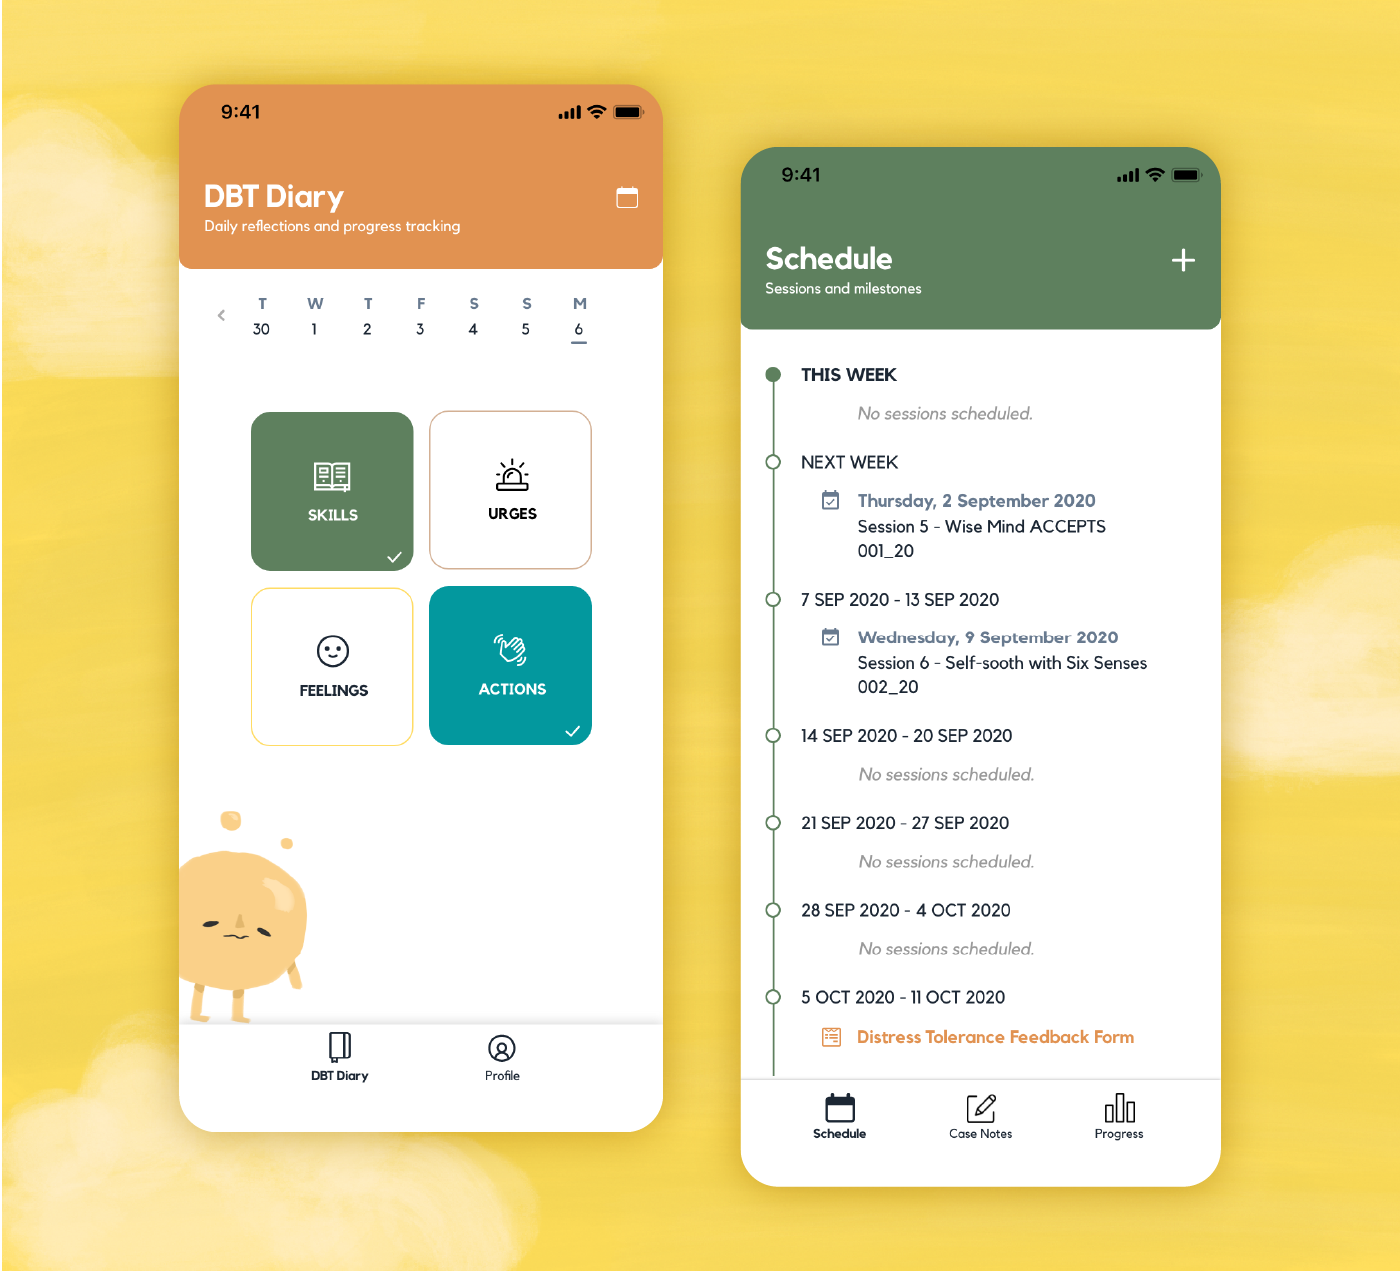 9:41
DBT Diary
Daily reflections and progress tracking
T W T F S S M
30 1 2 3 4 5 6
SKILLS
URGES
FEELINGS
ACTIONS
DBT Diary
Profile
9:41
Schedule
Sessions and milestones
THIS WEEK
No sessions scheduled.
NEXT WEEK
Thursday, 2 September 2020
Session 5 - Wise Mind ACCEPTS
001_20
7 SEP 2020 - 13 SEP 2020
Wednesday, 9 September 2020
Session 6 - Self-sooth with Six Senses
002_20
14 SEP 2020 - 20 SEP 2020
No sessions scheduled.
21 SEP 2020 - 27 SEP 2020
No sessions scheduled.
28 SEP 2020 - 4 OCT 2020
No sessions scheduled.
5 OCT 2020 - 11 OCT 2020
Distress Tolerance Feedback Form
Schedule
Case Notes
Progress